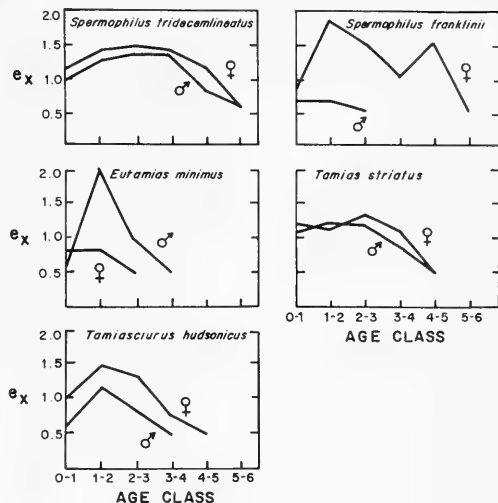 Spermophilus tridecemlineatus
2.0
1.5
1.0
0.5
ex
♀
♂
Spermophilus franklinii
♀
♂
Eutamias minimus
2.0
1.5
1.0
0.5
ex
♂
♀
Tamias striatus
♀
♂
0-1 1-2 2-3 3-4 4-5 5-6
AGE CLASS
Tamiasciurus hudsonicus
2.0
1.5
1.0
0.5
ex
♀
♂
0-1 1-2 2-3 3-4 4-5 5-6
AGE CLASS